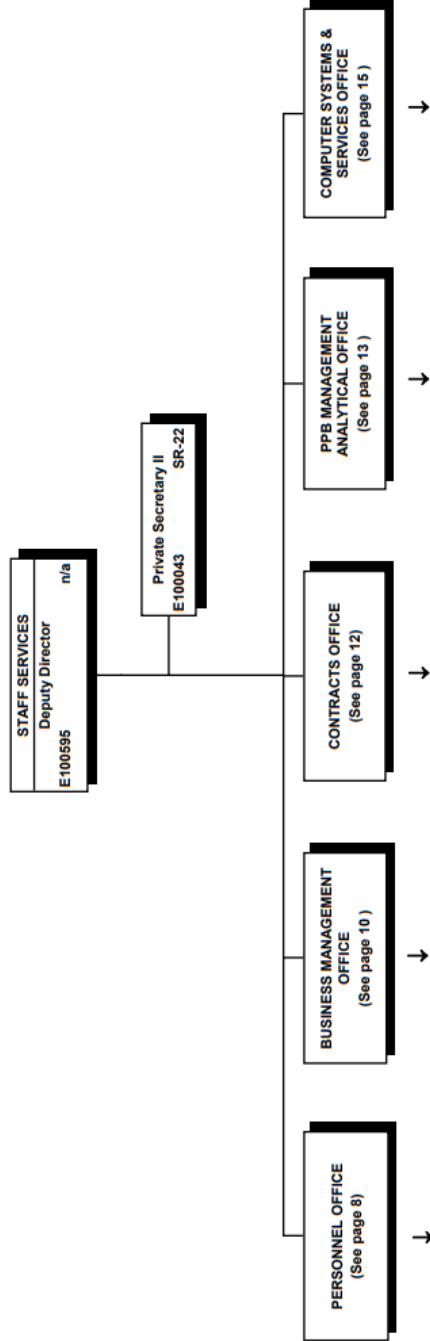 STAFF SERVICES
Deputy Director
E100595 n/a
Private Secretary II
E100043 SR-22
PERSONNEL OFFICE
(See page 8)
BUSINESS MANAGEMENT
OFFICE
(See page 10 )
CONTRACTS OFFICE
(See page 12)
PPB MANAGEMENT
ANALYTICAL OFFICE
(See page 13 )
COMPUTER SYSTEMS &
SERVICES OFFICE
(See page 15)